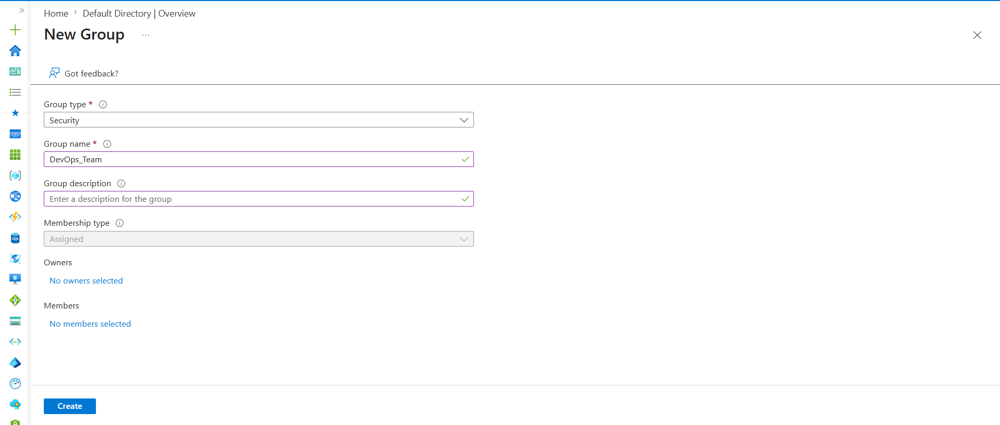 Home > Default Directory | Overview
New Group ...
Got feedback?
Group type *
Security
Group name *
DevOps_Team
Group description
Enter a description for the group
Membership type
Assigned
Owners
No owners selected
Members
No members selected
Create